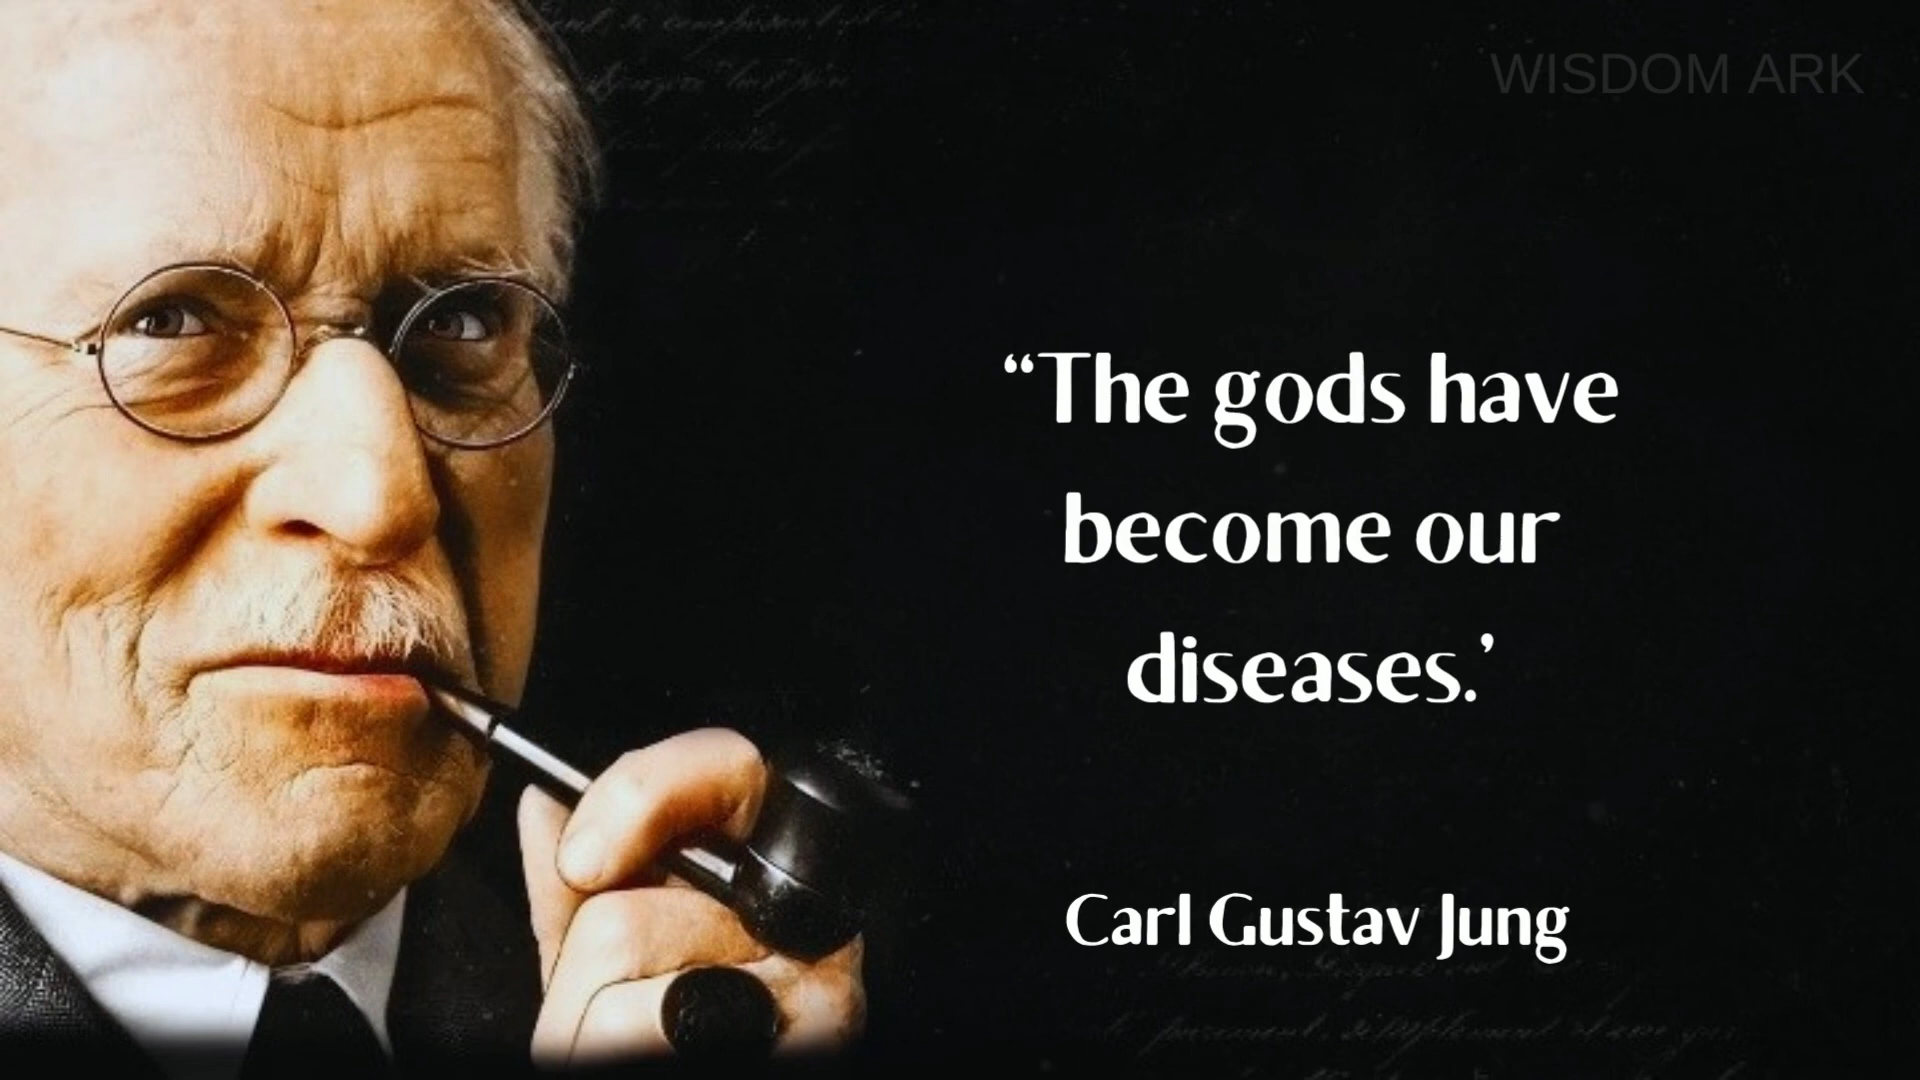 WISDOM ARK
“The gods have
become our
diseases.’
Carl Gustav Jung